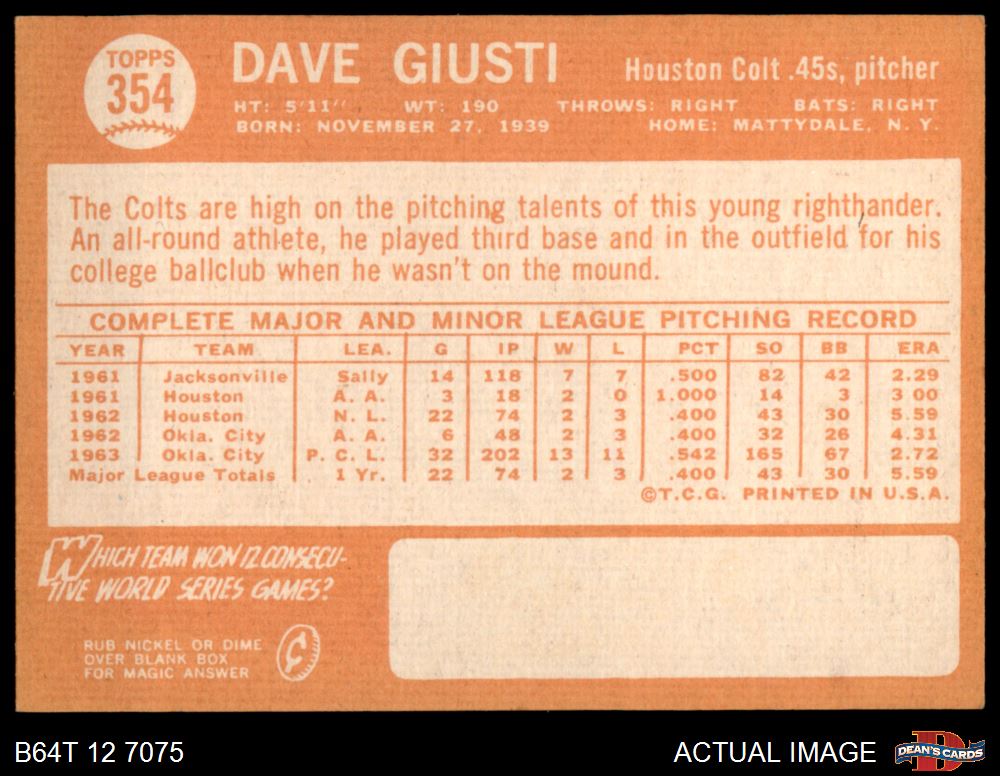 TOPPS
354
DAVE GIUSTI
Houston Colt .45s, pitcher
HT: 5'11" WT: 190 THROWS: RIGHT BATS: RIGHT
BORN: NOVEMBER 27, 1939 HOME: MATTYDALE, N. Y.
The Colts are high on the pitching talents of this young righthander.
An all-round athlete, he played third base and in the outfield for his
college ballclub when he wasn't on the mound.
COMPLETE MAJOR AND MINOR LEAGUE PITCHING RECORD
YEAR TEAM LEA. G IP W L PCT SO BB ERA
1961 Jacksonville Sally 14 118 7 7 .500 82 42 2.29
1961 Houston A. A. 3 18 2 0 1.000 14 3 3 00
1962 Houston N. L. 22 74 2 3 .400 43 30 5.59
1962 Okla. City A. A. 6 48 2 3 .400 32 26 4.31
1963 Okla. City P. C. L. 32 202 13 11 .542 165 67 2.72
Major League Totals 1 Yr. 22 74 2 3 .400 43 30 5.59
©T.C.G. PRINTED IN U.S.A.
WHICH TEAM WON 12 CONSECU-
TIVE WORLD SERIES GAMES?
RUB NICKEL OR DIME
OVER BLANK BOX
FOR MAGIC ANSWER
¢
B64T 12 7075
ACTUAL IMAGE
D
DEAN'S CARDS